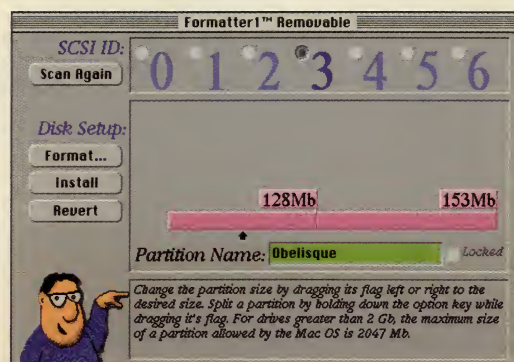 Formatter1™ Removable
SCSI ID:
Scan Again
0 1 2 3 4 5 6
Disk Setup:
Format...
Install
Revert
128Mb 153Mb
Partition Name: Obelisque Locked
Change the partition size by dragging its flag left or right to the
desired size. Split a partition by holding down the option key while
dragging it's flag. For drives greater than 2 Gb, the maximum size
of a partition allowed by the Mac OS is 2047 Mb.